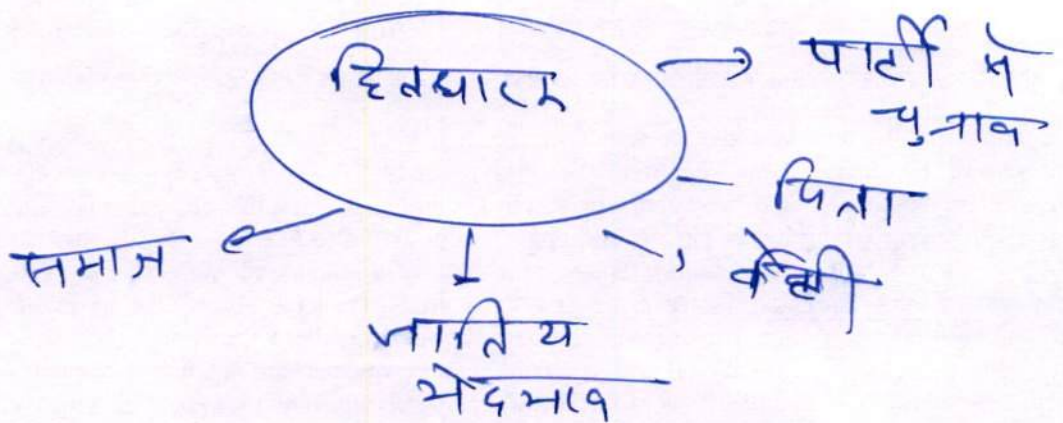 हितधारक
पार्टी मे
चुनाव
पिता
बेटी
समाज
जातिय
भेदभाव